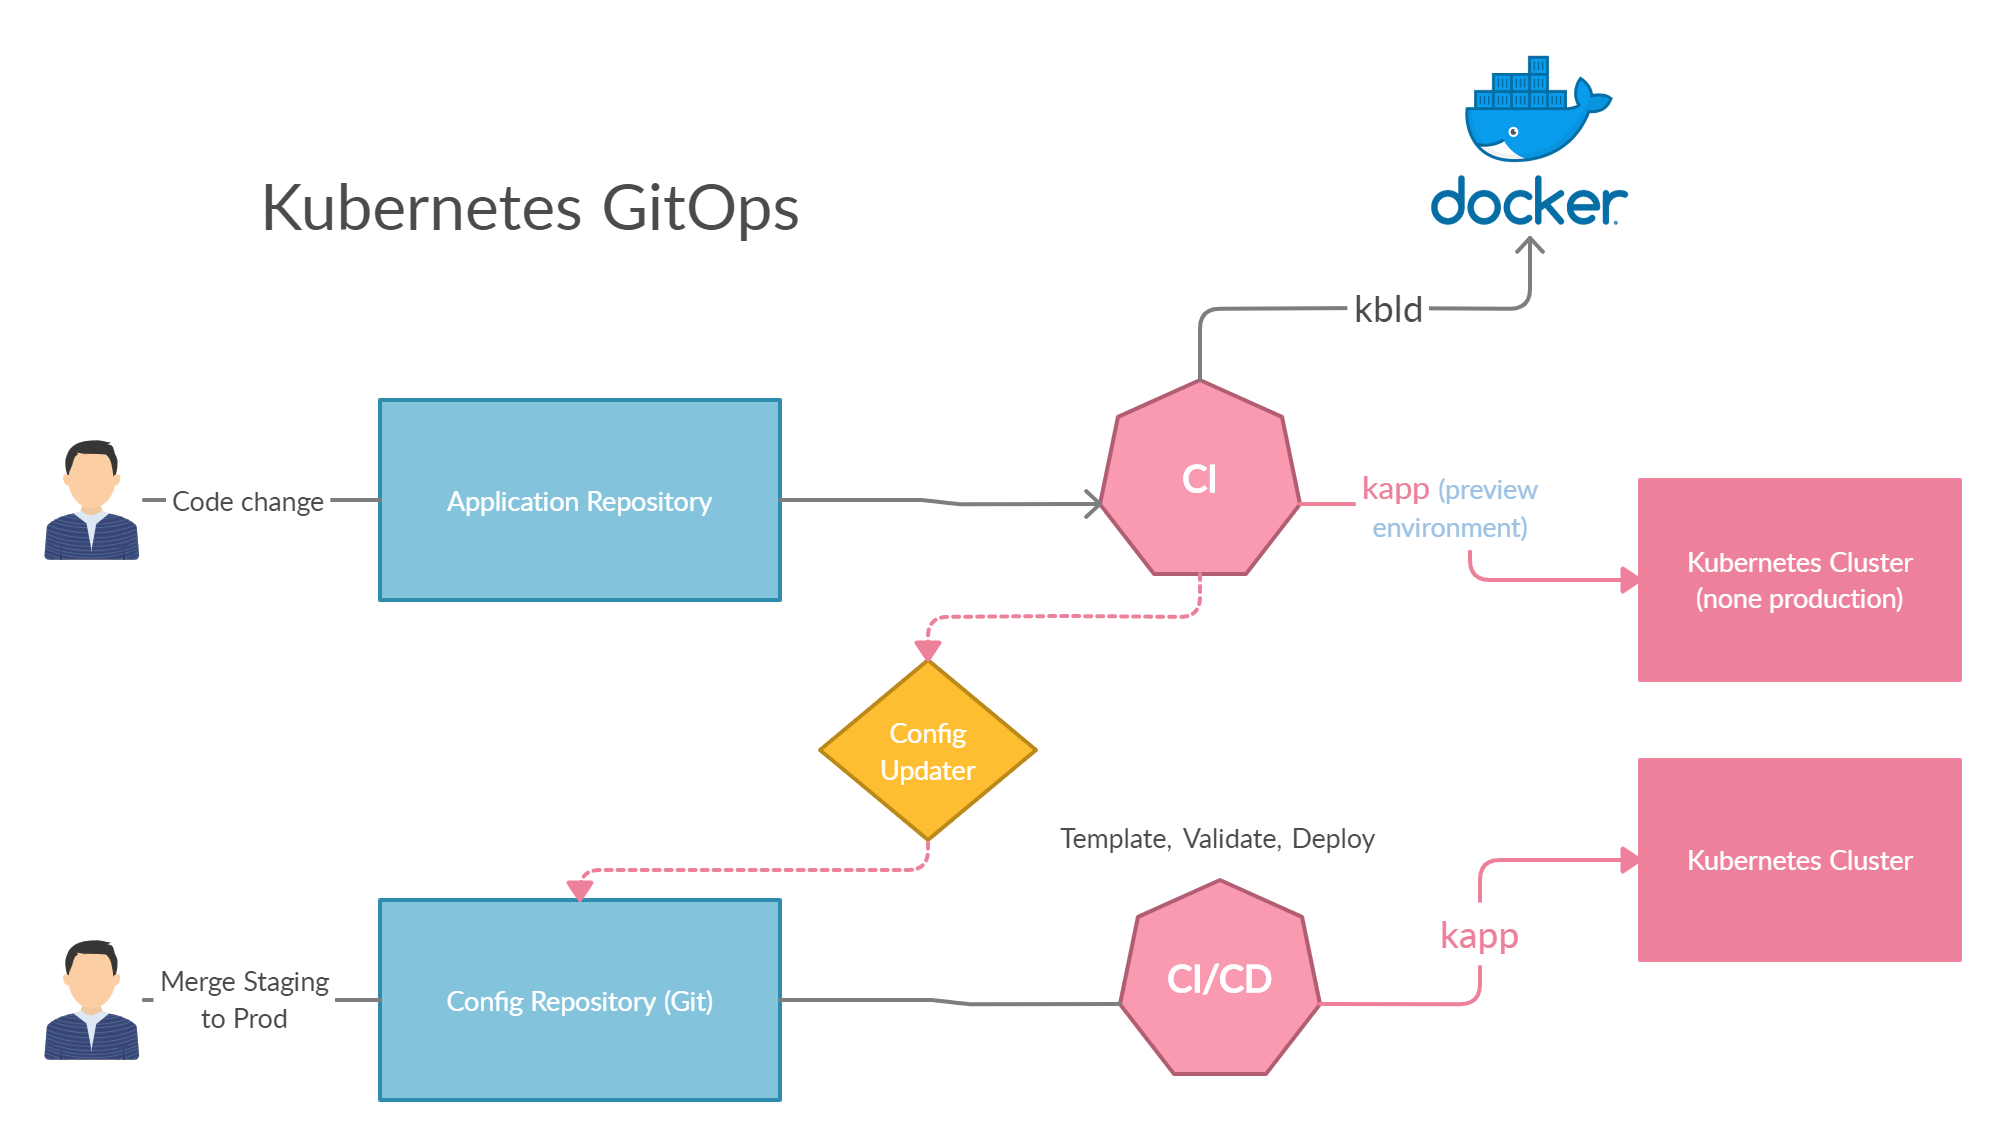 Kubernetes GitOps
docker
kbld
Code change
Application Repository
CI
kapp (preview
environment)
Kubernetes Cluster
(none production)
Config
Updater
Template, Validate, Deploy
Kubernetes Cluster
kapp
Merge Staging
to Prod
Config Repository (Git)
CI/CD